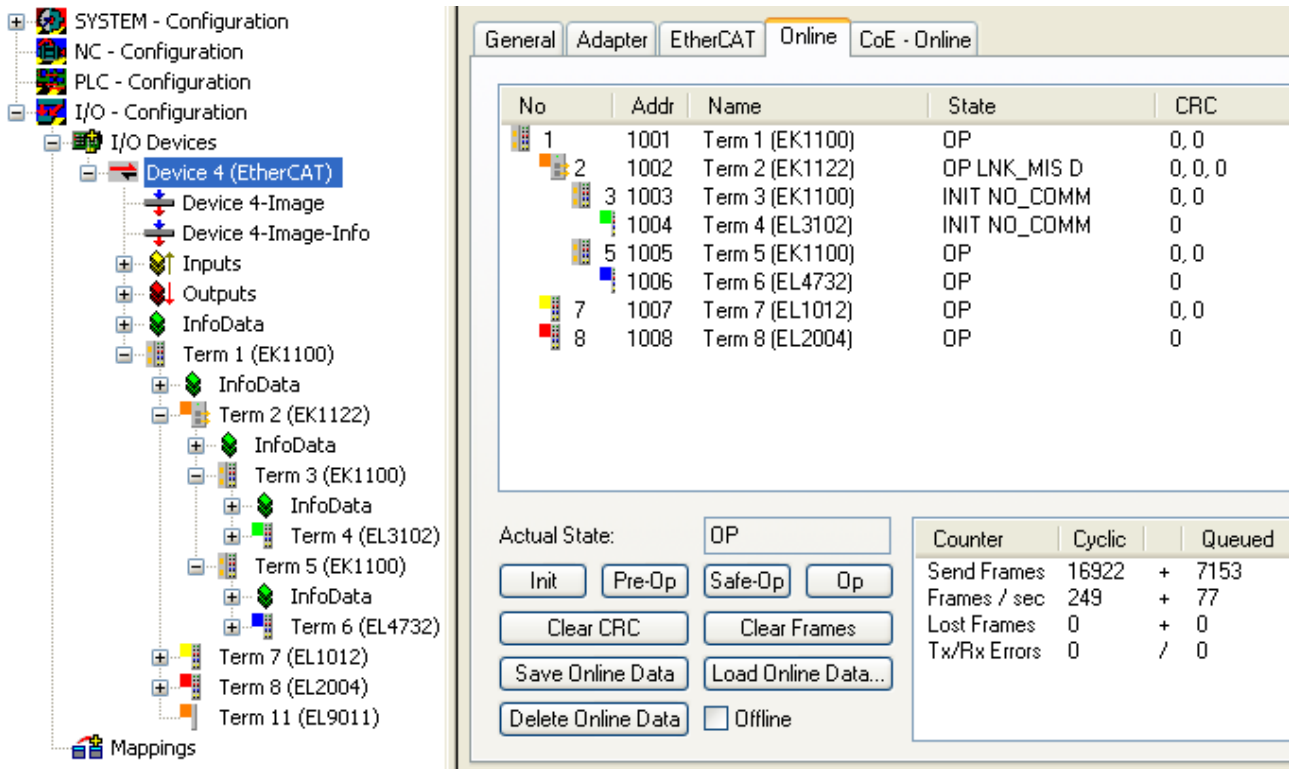 SYSTEM - Configuration
NC - Configuration
PLC - Configuration
I/O - Configuration
I/O Devices
Device 4 (EtherCAT)
Device 4-Image
Device 4-Image-Info
Inputs
Outputs
InfoData
Term 1 (EK1100)
InfoData
Term 2 (EK1122)
InfoData
Term 3 (EK1100)
InfoData
Term 4 (EL3102)
Term 5 (EK1100)
InfoData
Term 6 (EL4732)
Term 7 (EL1012)
Term 8 (EL2004)
Term 11 (EL9011)
Mappings
General Adapter EtherCAT Online CoE - Online
No Addr Name State CRC
1 1001 Term 1 (EK1100) OP 0, 0
2 1002 Term 2 (EK1122) OP LNK_MIS D 0, 0, 0
3 1003 Term 3 (EK1100) INIT NO_COMM 0, 0
1004 Term 4 (EL3102) INIT NO_COMM 0
5 1005 Term 5 (EK1100) OP 0, 0
1006 Term 6 (EL4732) OP 0
7 1007 Term 7 (EL1012) OP 0, 0
8 1008 Term 8 (EL2004) OP 0
Actual State: OP
Init Pre-Op Safe-Op Op
Clear CRC Clear Frames
Save Online Data Load Online Data...
Delete Online Data Offline
Counter Cyclic Queued
Send Frames 16922 + 7153
Frames / sec 249 + 77
Lost Frames 0 + 0
Tx/Rx Errors 0 / 0